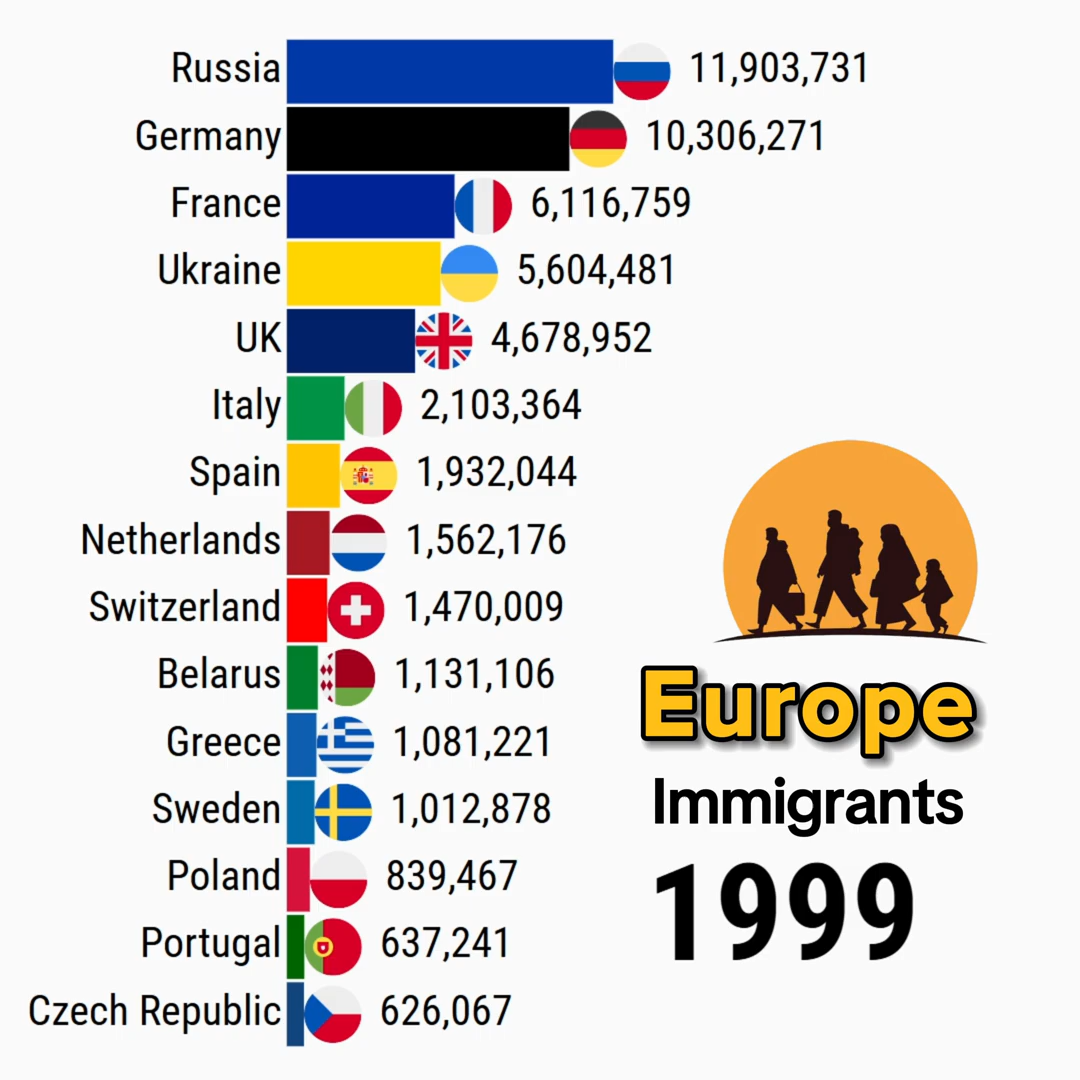 Russia 11,903,731
Germany 10,306,271
France 6,116,759
Ukraine 5,604,481
UK 4,678,952
Italy 2,103,364
Spain 1,932,044
Netherlands 1,562,176
Switzerland 1,470,009
Belarus 1,131,106
Greece 1,081,221
Sweden 1,012,878
Poland 839,467
Portugal 637,241
Czech Republic 626,067
Europe
Immigrants
1999